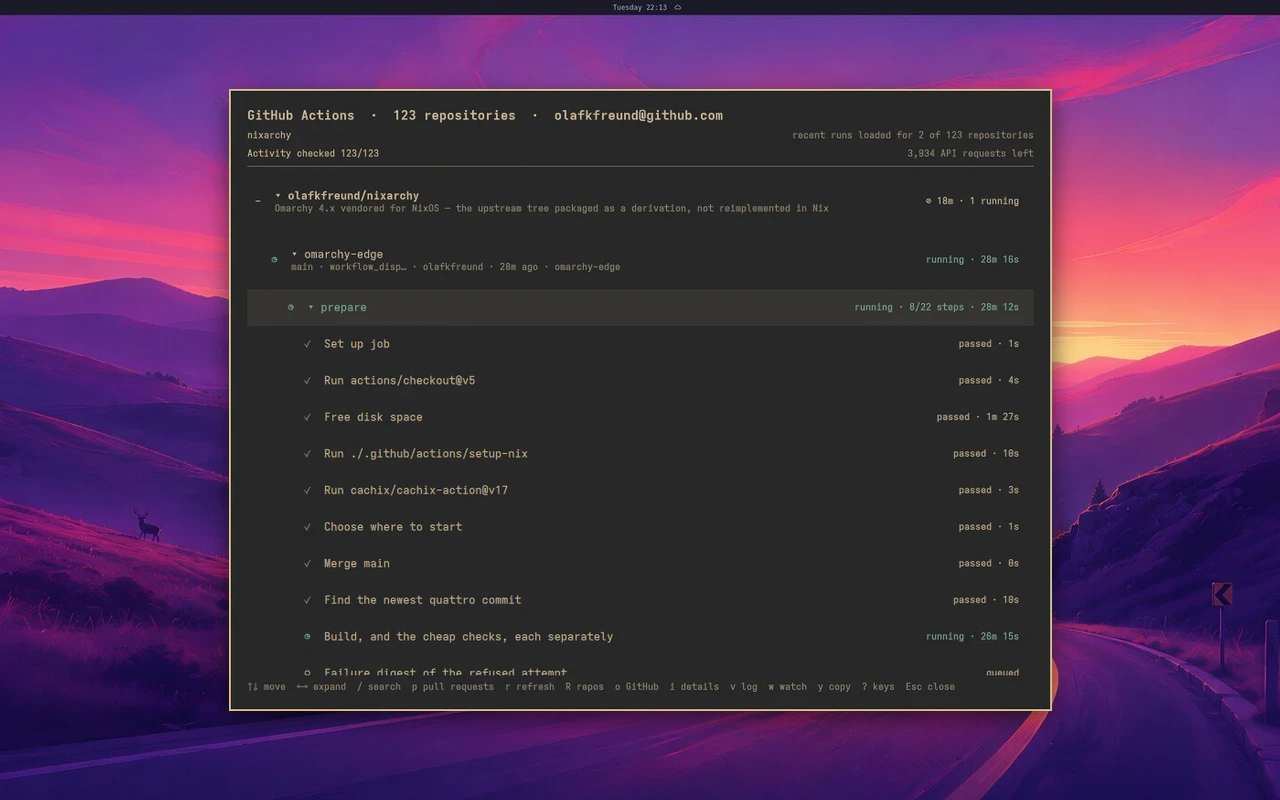 Tuesday 22:13
GitHub Actions · 123 repositories · olafkfreund@github.com
nixarchy recent runs loaded for 2 of 123 repositories
Activity checked 123/123 3,934 API requests left
– ▾ olafkfreund/nixarchy ⊘ 18m · 1 running
Omarchy 4.x vendored for NixOS — the upstream tree packaged as a derivation, not reimplemented in Nix
▾ omarchy-edge running · 28m 16s
main · workflow_disp… · olafkfreund · 28m ago · omarchy-edge
▾ prepare running · 8/22 steps · 28m 12s
✓ Set up job passed · 1s
✓ Run actions/checkout@v5 passed · 4s
✓ Free disk space passed · 1m 27s
✓ Run ./.github/actions/setup-nix passed · 10s
✓ Run cachix/cachix-action@v17 passed · 3s
✓ Choose where to start passed · 1s
✓ Merge main passed · 0s
✓ Find the newest quattro commit passed · 10s
Build, and the cheap checks, each separately running · 26m 15s
Failure digest of the refused attempt queued
↑↓ move ←→ expand / search p pull requests r refresh R repos o GitHub i details v log w watch y copy ? keys Esc close